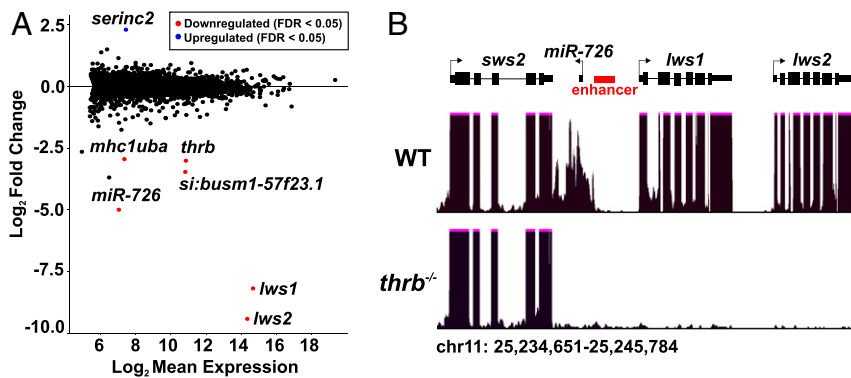 A
serinc2
Downregulated (FDR < 0.05)
Upregulated (FDR < 0.05)
2.5
0.0
-2.5
-5.0
-7.5
-10.0
Log2 Fold Change
mhc1uba
thrb
si:busm1-57f23.1
miR-726
lws1
lws2
6 8 10 12 14 16 18
Log2 Mean Expression
B
sws2 miR-726 lws1 lws2
enhancer
WT
thrb-/-
chr11: 25,234,651-25,245,784